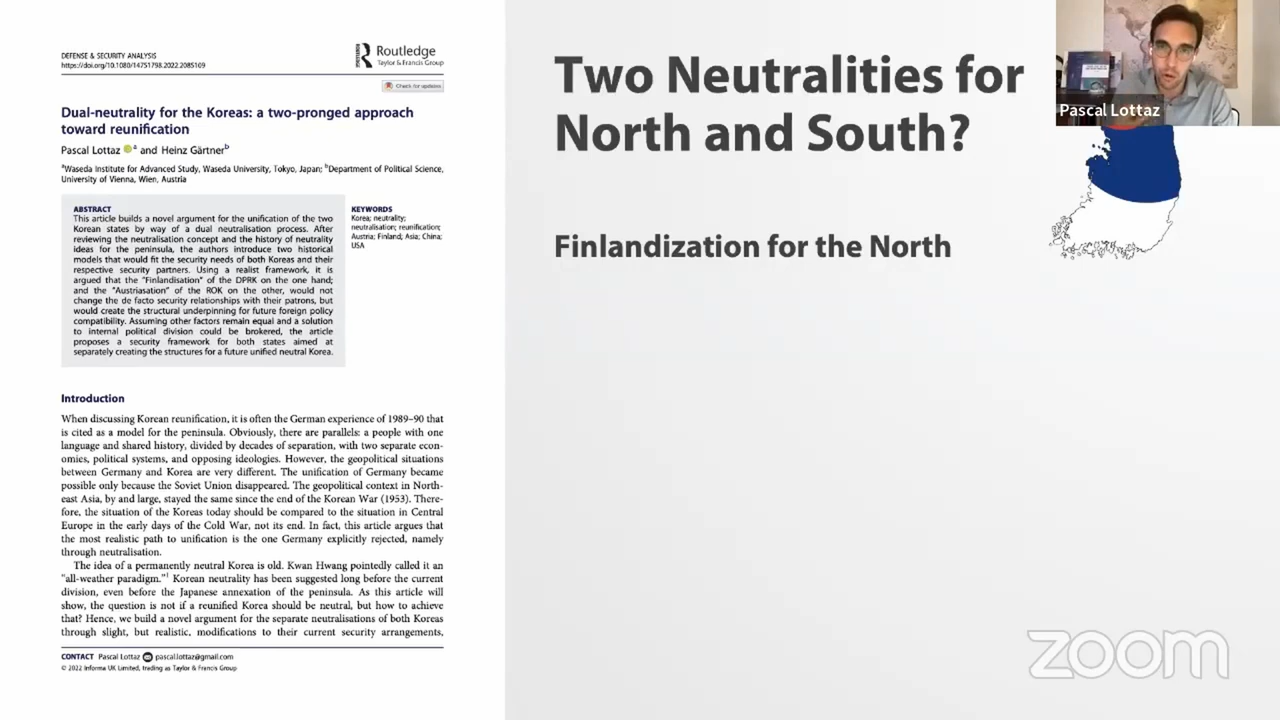 DEFENSE & SECURITY ANALYSIS
https://doi.org/10.1080/14751798.2022.2085109
Routledge
Taylor & Francis Group
Check for updates
Dual-neutrality for the Koreas: a two-pronged approach
toward reunification
Pascal Lottaz a and Heinz Gärtner b
a Waseda Institute for Advanced Study, Waseda University, Tokyo, Japan; b Department of Political Science,
University of Vienna, Wien, Austria
ABSTRACT
This article builds a novel argument for the unification of the two
Korean states by way of a dual neutralisation process. After
reviewing the neutralisation concept and the history of neutrality
ideas for the peninsula, the authors introduce two historical
models that would fit the security needs of both Koreas and their
respective security partners. Using a realist framework, it is
argued that the “Finlandisation” of the DPRK on the one hand;
and the “Austriasation” of the ROK on the other, would not
change the de facto security relationships with their patrons, but
would create the structural underpinning for future foreign policy
compatibility. Assuming other factors remain equal and a solution
to internal political division could be brokered, the article
proposes a security framework for both states aimed at
separately creating the structures for a future unified neutral Korea.
KEYWORDS
Korea; neutrality;
neutralisation; reunification;
Austria; Finland; Asia; China;
USA
Introduction
When discussing Korean reunification, it is often the German experience of 1989–90 that
is cited as a model for the peninsula. Obviously, there are parallels: a people with one
language and shared history, divided by decades of separation, with two separate econ-
omies, political systems, and opposing ideologies. However, the geopolitical situations
between Germany and Korea are very different. The unification of Germany became
possible only because the Soviet Union disappeared. The geopolitical context in North-
east Asia, by and large, stayed the same since the end of the Korean War (1953). There-
fore, the situation of the Koreas today should be compared to the situation in Central
Europe in the early days of the Cold War, not its end. In fact, this article argues that
the most realistic path to unification is the one Germany explicitly rejected, namely
through neutralisation.
The idea of a permanently neutral Korea is old. Kwan Hwang pointedly called it an
“all-weather paradigm.”1 Korean neutrality has been suggested long before the current
division, even before the Japanese annexation of the peninsula. As this article will
show, the question is not if a reunified Korea should be neutral, but how to achieve
that? Hence, we build a novel argument for the separate neutralisations of both Koreas
through slight, but realistic, modifications to their current security arrangements,
CONTACT Pascal Lottaz pascal.lottaz@gmail.com
© 2022 Informa UK Limited, trading as Taylor & Francis Group
Two Neutralities for
North and South?
Finlandization for the North
Pascal Lottaz
zoom